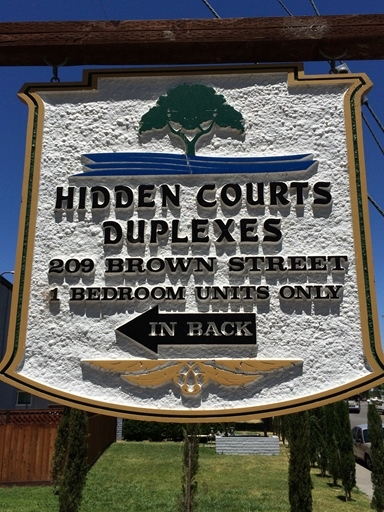 HIDDEN COURTS
DUPLEXES
209 BROWN STREET
1 BEDROOM UNITS ONLY
IN BACK